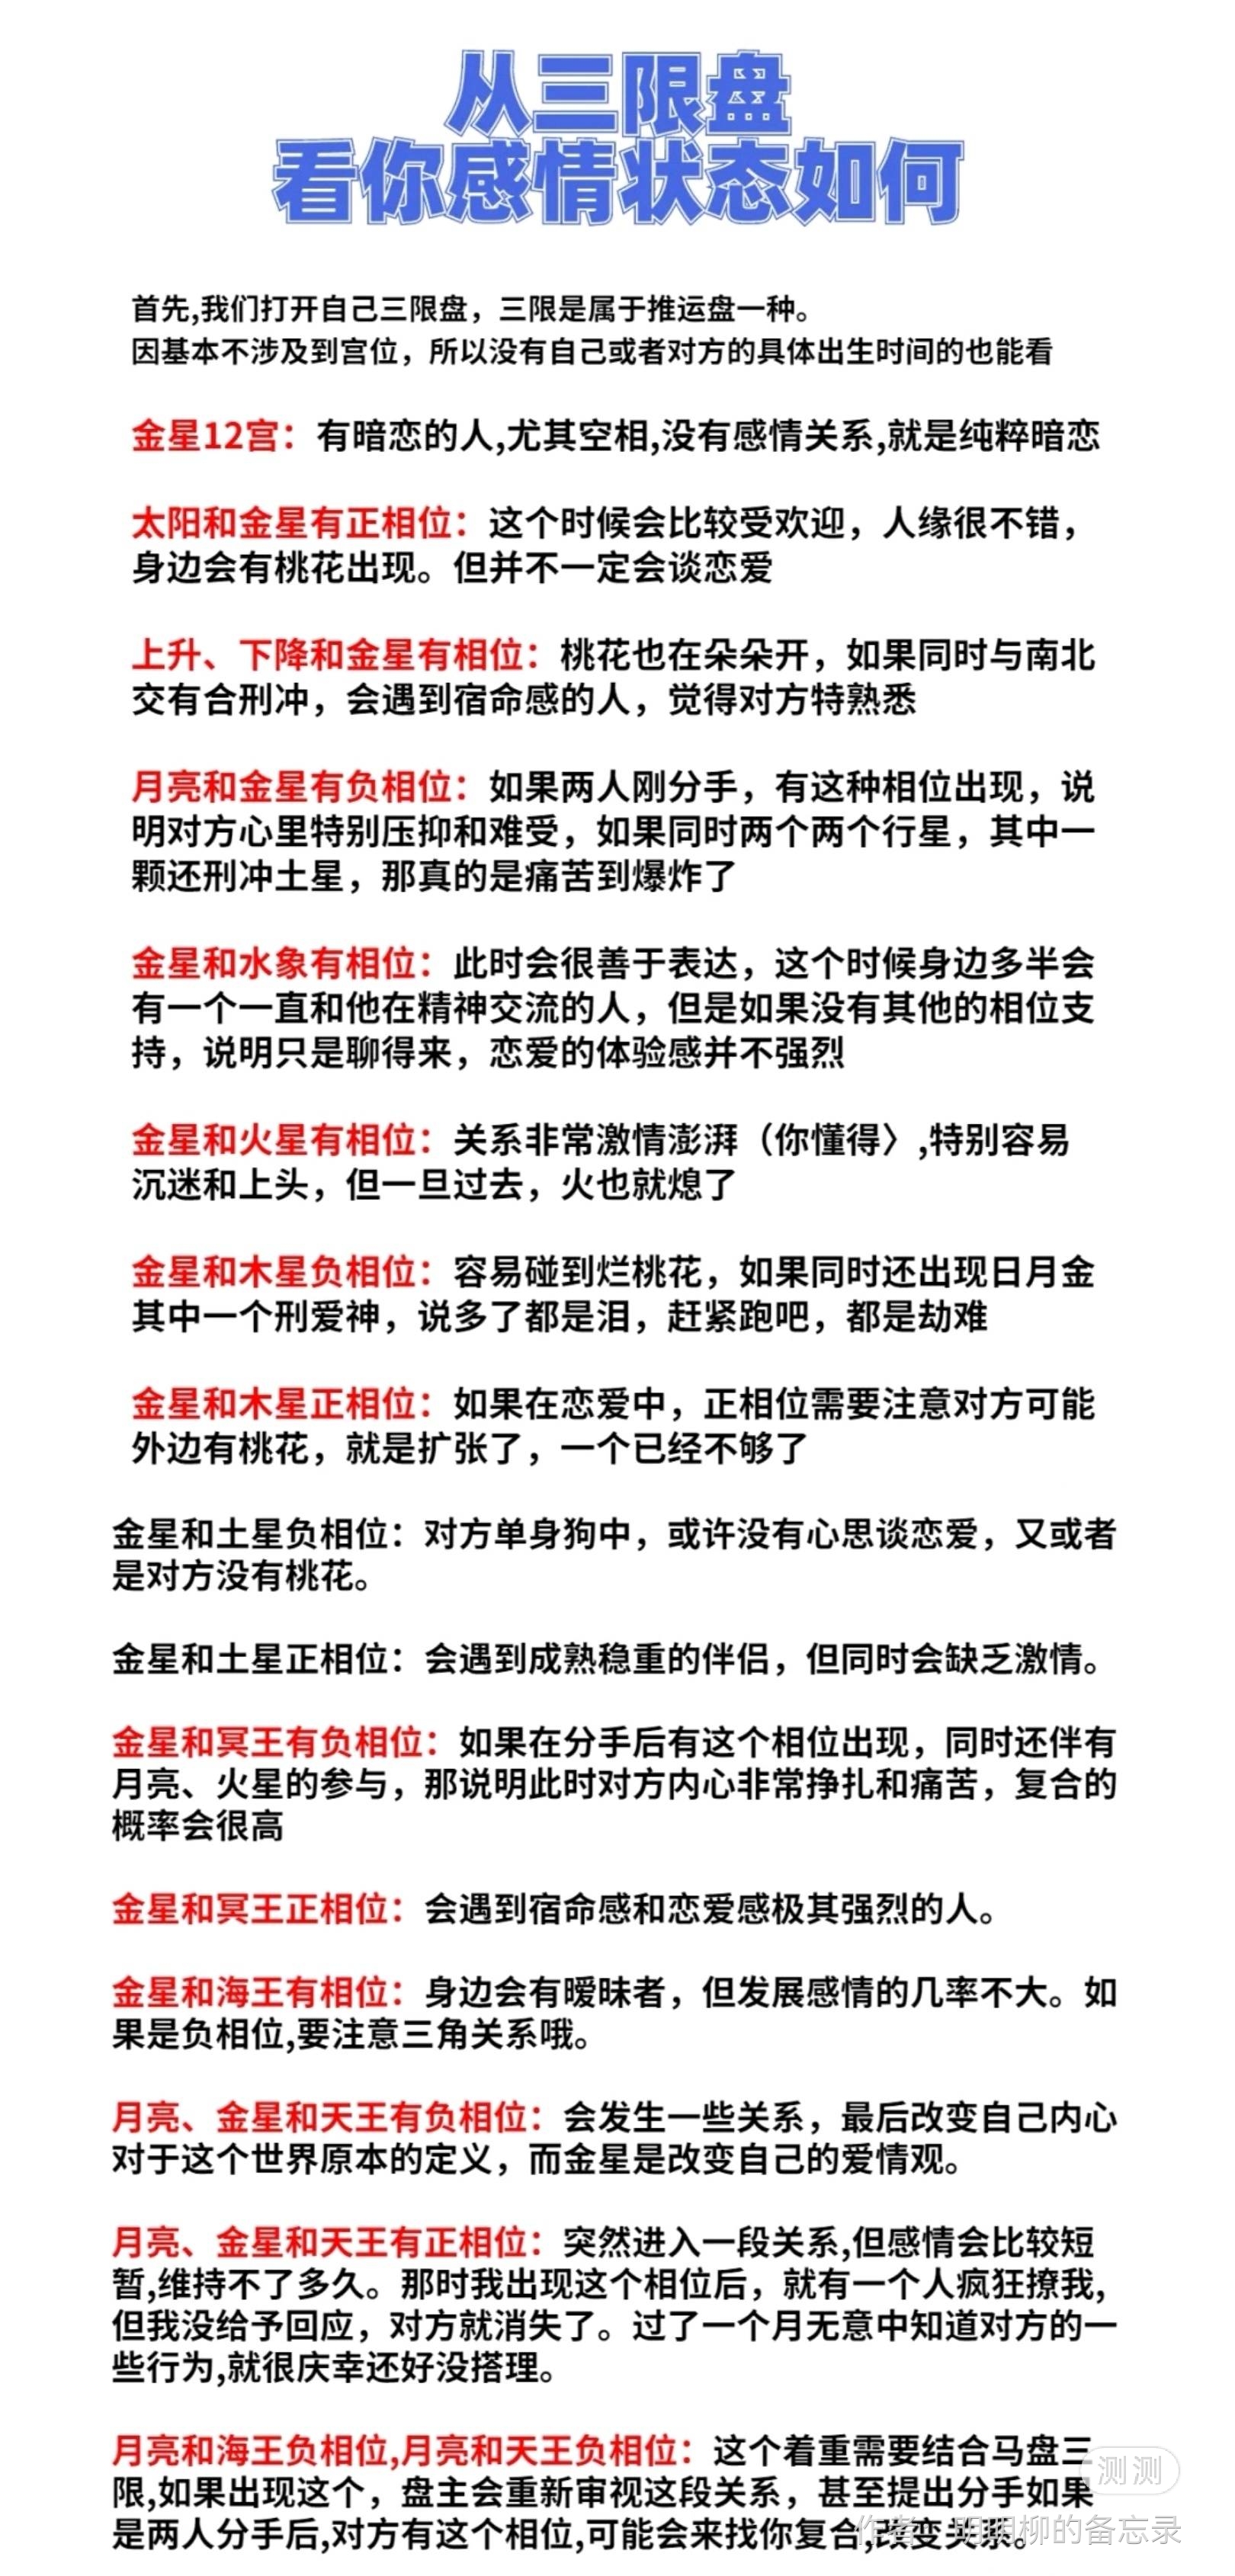 从三限盘
看你感情状态如何
首先,我们打开自己三限盘，三限是属于推运盘一种。
因基本不涉及到宫位，所以没有自己或者对方的具体出生时间的也能看
金星12宫：有暗恋的人,尤其空相,没有感情关系,就是纯粹暗恋
太阳和金星有正相位：这个时候会比较受欢迎，人缘很不错，
身边会有桃花出现。但并不一定会谈恋爱
上升、下降和金星有相位：桃花也在朵朵开，如果同时与南北
交有合刑冲，会遇到宿命感的人，觉得对方特熟悉
月亮和金星有负相位：如果两人刚分手，有这种相位出现，说
明对方心里特别压抑和难受，如果同时两个两个行星，其中一
颗还刑冲土星，那真的是痛苦到爆炸了
金星和水象有相位：此时会很善于表达，这个时候身边多半会
有一个一直和他在精神交流的人，但是如果没有其他的相位支
持，说明只是聊得来，恋爱的体验感并不强烈
金星和火星有相位：关系非常激情澎湃（你懂得〉,特别容易
沉迷和上头，但一旦过去，火也就熄了
金星和木星负相位：容易碰到烂桃花，如果同时还出现日月金
其中一个刑爱神，说多了都是泪，赶紧跑吧，都是劫难
金星和木星正相位：如果在恋爱中，正相位需要注意对方可能
外边有桃花，就是扩张了，一个已经不够了
金星和土星负相位：对方单身狗中，或许没有心思谈恋爱，又或者
是对方没有桃花。
金星和土星正相位：会遇到成熟稳重的伴侣，但同时会缺乏激情。
金星和冥王有负相位：如果在分手后有这个相位出现，同时还伴有
月亮、火星的参与，那说明此时对方内心非常挣扎和痛苦，复合的
概率会很高
金星和冥王正相位：会遇到宿命感和恋爱感极其强烈的人。
金星和海王有相位：身边会有暧昧者，但发展感情的几率不大。如
果是负相位,要注意三角关系哦。
月亮、金星和天王有负相位：会发生一些关系，最后改变自己内心
对于这个世界原本的定义，而金星是改变自己的爱情观。
月亮、金星和天王有正相位：突然进入一段关系,但感情会比较短
暂,维持不了多久。那时我出现这个相位后，就有一个人疯狂撩我,
但我没给予回应，对方就消失了。过了一个月无意中知道对方的一
些行为,就很庆幸还好没搭理。
月亮和海王负相位,月亮和天王负相位：这个着重需要结合马盘三
限,如果出现这个，盘主会重新审视这段关系，甚至提出分手如果
是两人分手后,对方有这个相位,可能会来找你复合,改变关系。
测测
作者：明明柳的备忘录